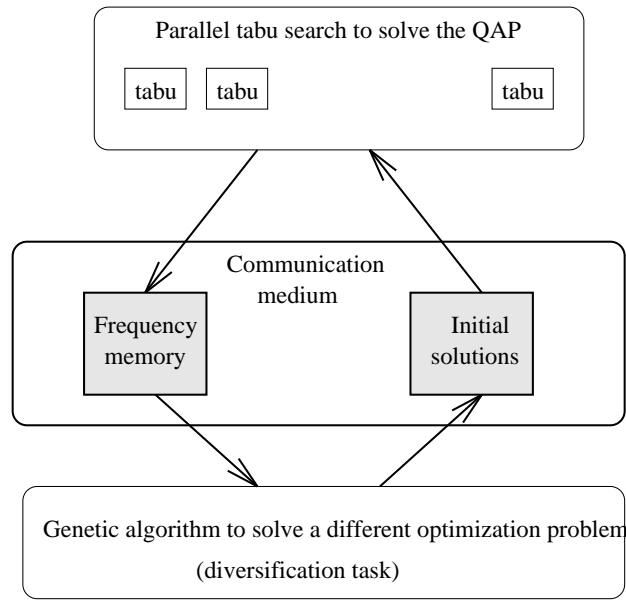 Parallel tabu search to solve the QAP
tabu tabu tabu
Communication
medium
Frequency
memory
Initial
solutions
Genetic algorithm to solve a different optimization problem
(diversification task)